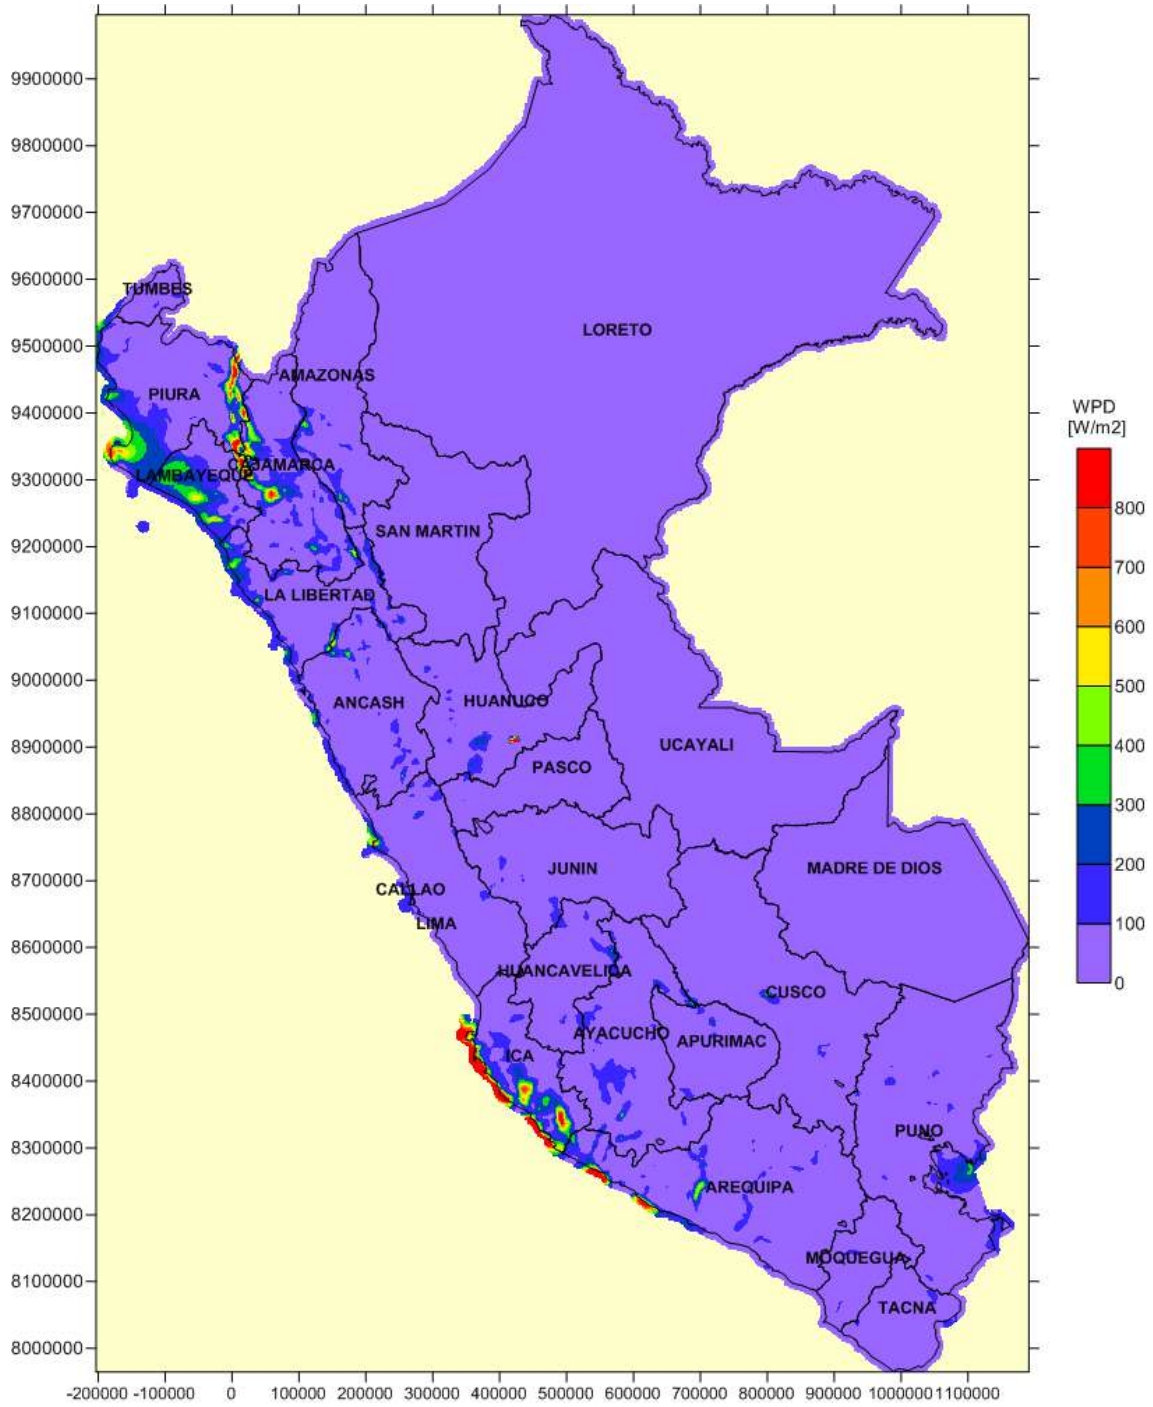 9900000
9800000
9700000
9600000
9500000
9400000
9300000
9200000
9100000
9000000
8900000
8800000
8700000
8600000
8500000
8400000
8300000
8200000
8100000
8000000
TUMBES
LORETO
AMAZONAS
PIURA
CAJAMARCA
LAMBAYEQUE
SAN MARTIN
LA LIBERTAD
ANCASH
HUANUCO
UCAYALI
PASCO
JUNIN
MADRE DE DIOS
CALLAO
LIMA
HUANCAVELICA
CUSCO
AYACUCHO
APURIMAC
ICA
PUNO
AREQUIPA
MOQUEGUA
TACNA
WPD
[W/m2]
800
700
600
500
400
300
200
100
0
-200000 -100000 0 100000 200000 300000 400000 500000 600000 700000 800000 900000 1000000 1100000